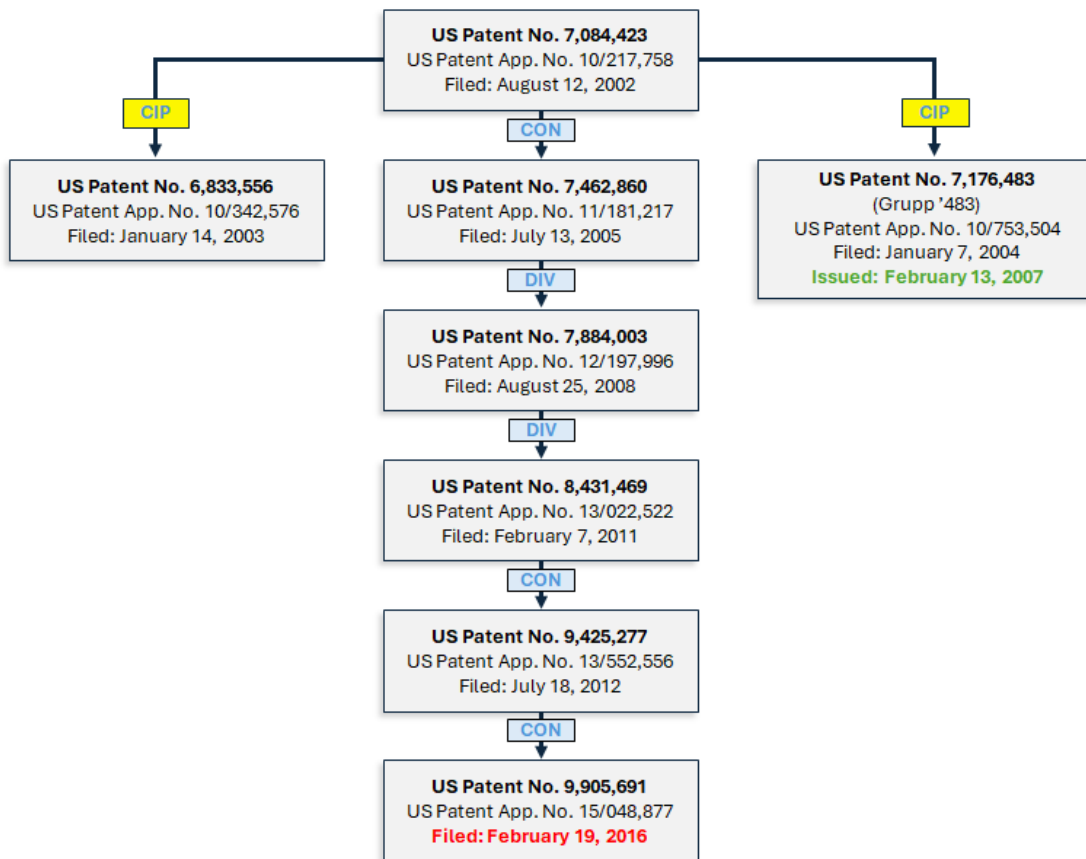 US Patent No. 7,084,423
US Patent App. No. 10/217,758
Filed: August 12, 2002
CIP
CON
CIP
US Patent No. 6,833,556
US Patent App. No. 10/342,576
Filed: January 14, 2003
US Patent No. 7,462,860
US Patent App. No. 11/181,217
Filed: July 13, 2005
US Patent No. 7,176,483
(Grupp ’483)
US Patent App. No. 10/753,504
Filed: January 7, 2004
Issued: February 13, 2007
DIV
US Patent No. 7,884,003
US Patent App. No. 12/197,996
Filed: August 25, 2008
DIV
US Patent No. 8,431,469
US Patent App. No. 13/022,522
Filed: February 7, 2011
CON
US Patent No. 9,425,277
US Patent App. No. 13/552,556
Filed: July 18, 2012
CON
US Patent No. 9,905,691
US Patent App. No. 15/048,877
Filed: February 19, 2016